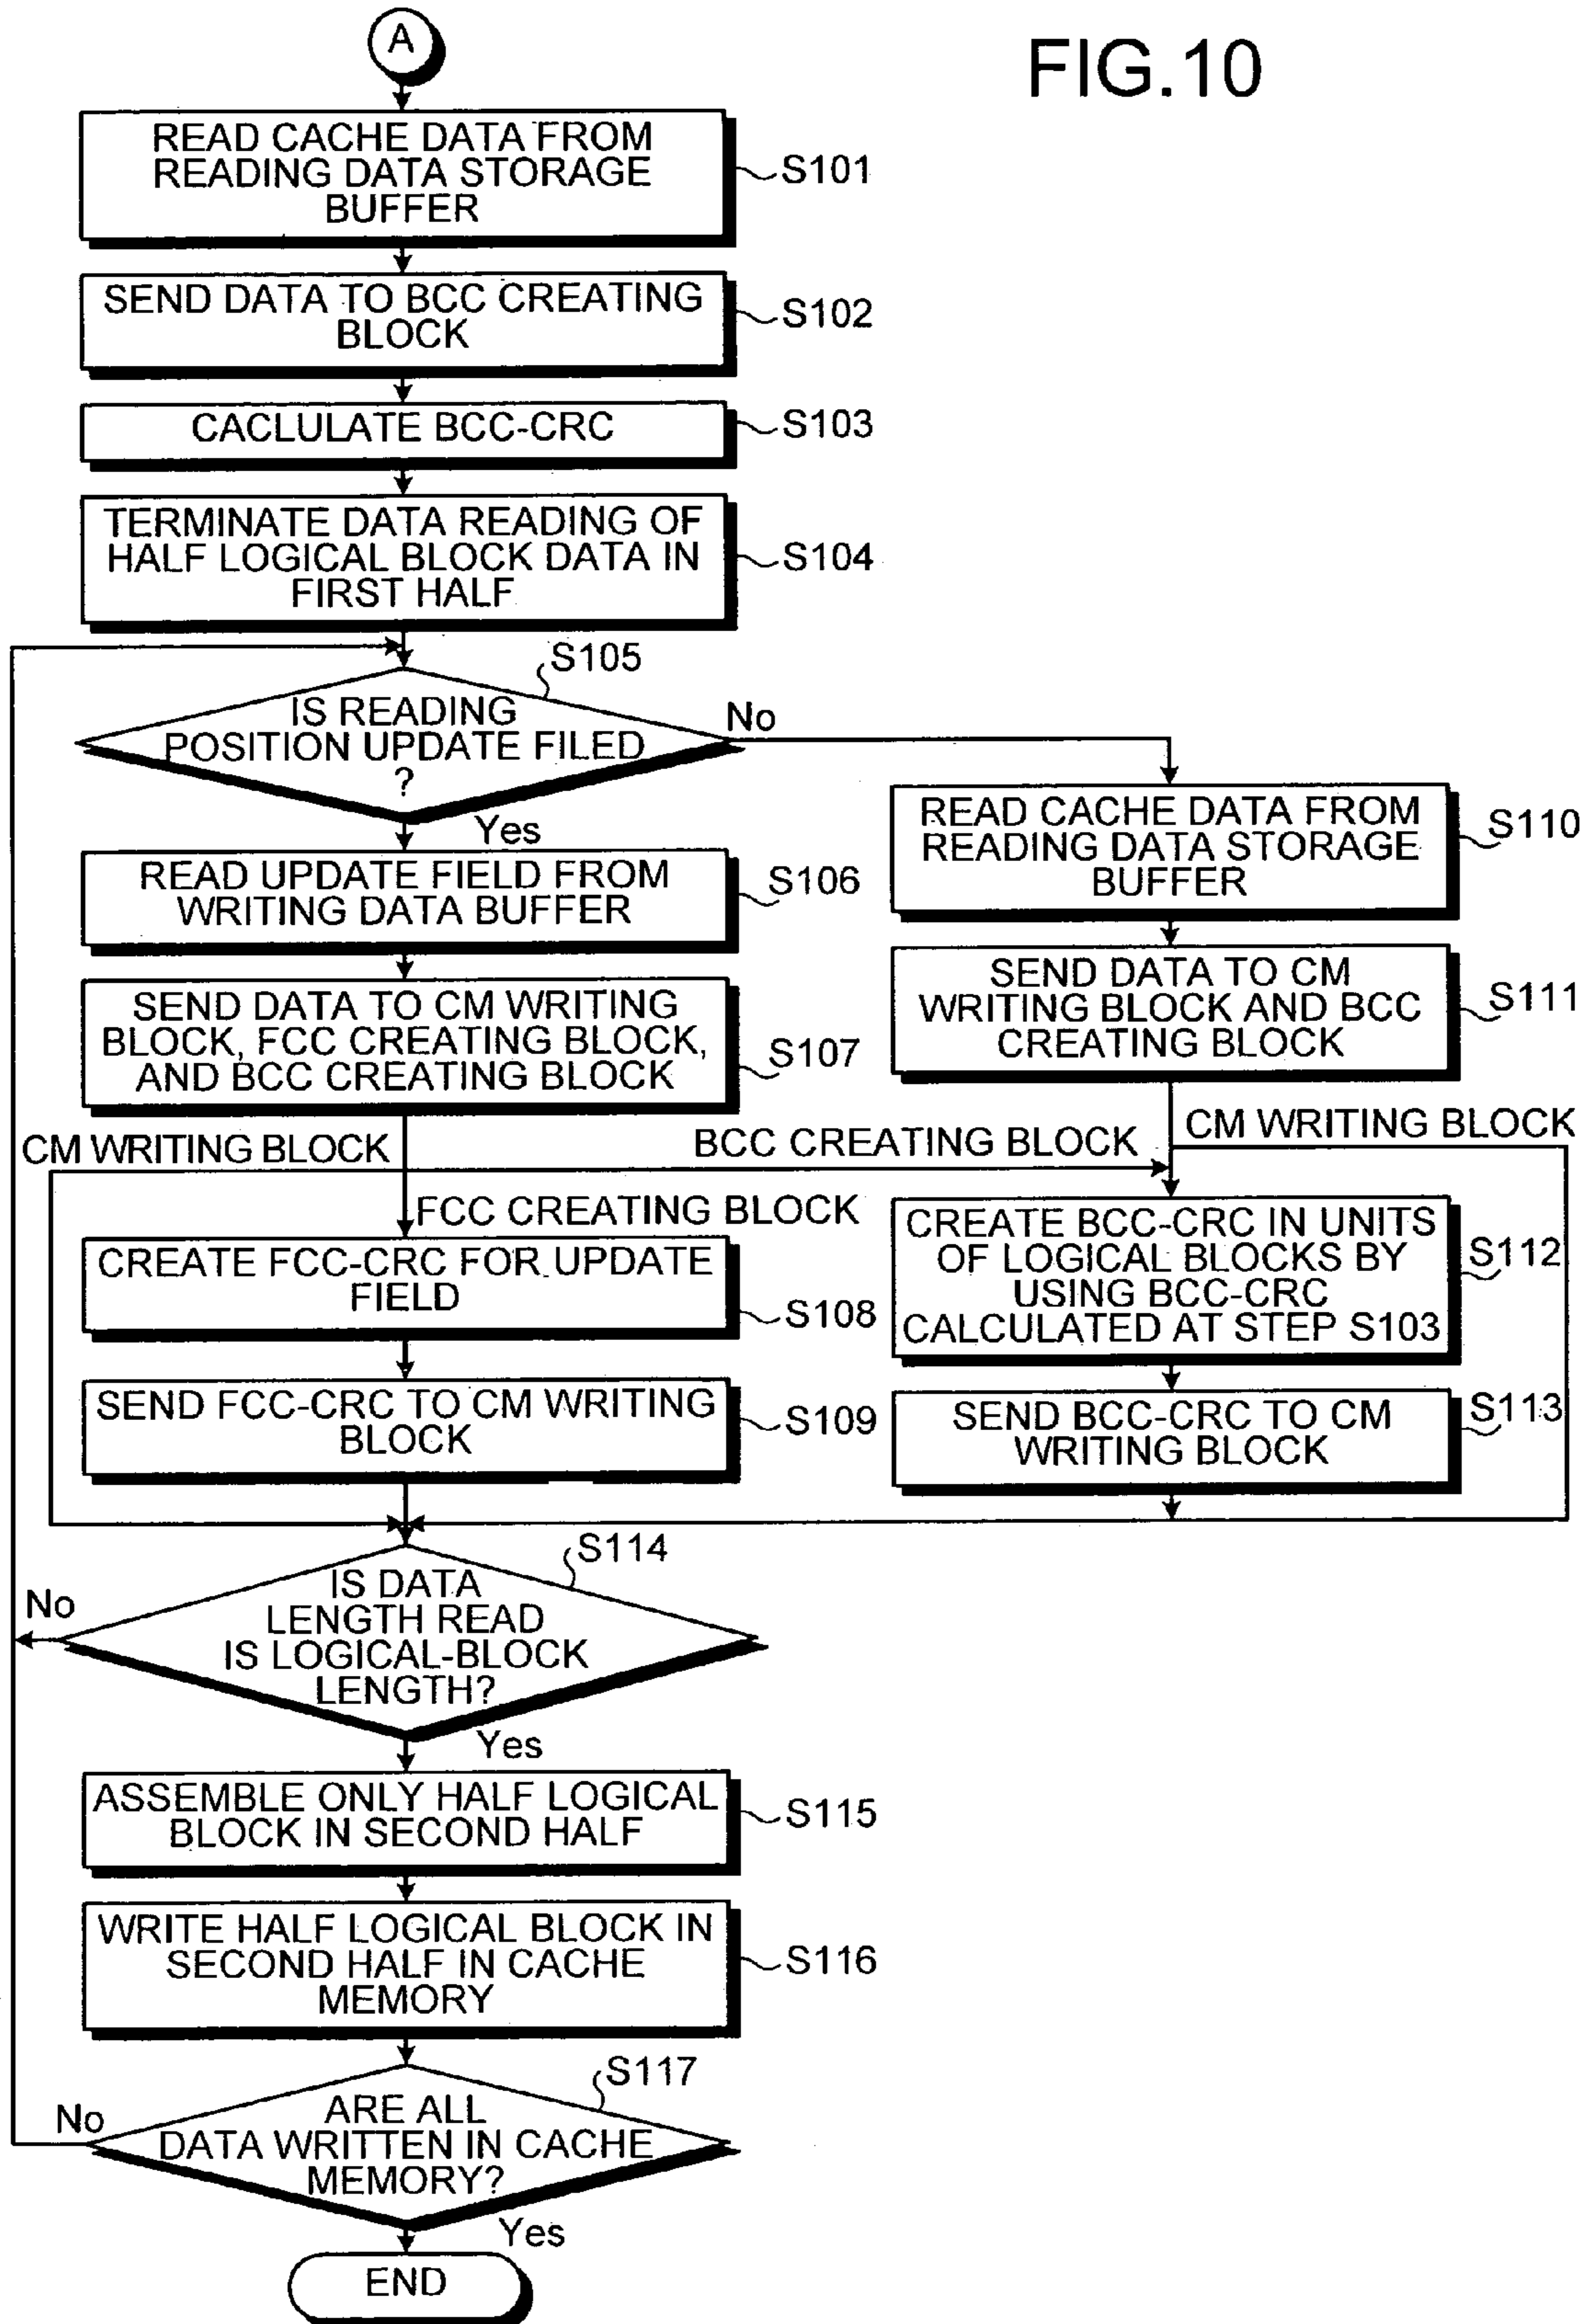 A
FIG.10
READ CACHE DATA FROM
READING DATA STORAGE
BUFFER
S101
SEND DATA TO BCC CREATING
BLOCK
S102
CACLULATE BCC-CRC
S103
TERMINATE DATA READING OF
HALF LOGICAL BLOCK DATA IN
FIRST HALF
S104
S105
IS READING
POSITION UPDATE FILED
?
No
Yes
READ UPDATE FIELD FROM
WRITING DATA BUFFER
S106
SEND DATA TO CM WRITING
BLOCK, FCC CREATING BLOCK,
AND BCC CREATING BLOCK
S107
READ CACHE DATA FROM
READING DATA STORAGE
BUFFER
S110
SEND DATA TO CM
WRITING BLOCK AND BCC
CREATING BLOCK
S111
CM WRITING BLOCK
BCC CREATING BLOCK
CM WRITING BLOCK
FCC CREATING BLOCK
CREATE FCC-CRC FOR UPDATE
FIELD
S108
SEND FCC-CRC TO CM WRITING
BLOCK
S109
CREATE BCC-CRC IN UNITS
OF LOGICAL BLOCKS BY
USING BCC-CRC
CALCULATED AT STEP S103
S112
SEND BCC-CRC TO CM
WRITING BLOCK
S113
S114
IS DATA
LENGTH READ
IS LOGICAL-BLOCK
LENGTH?
No
Yes
ASSEMBLE ONLY HALF LOGICAL
BLOCK IN SECOND HALF
S115
WRITE HALF LOGICAL BLOCK IN
SECOND HALF IN CACHE
MEMORY
S116
S117
ARE ALL
DATA WRITTEN IN CACHE
MEMORY?
No
Yes
END